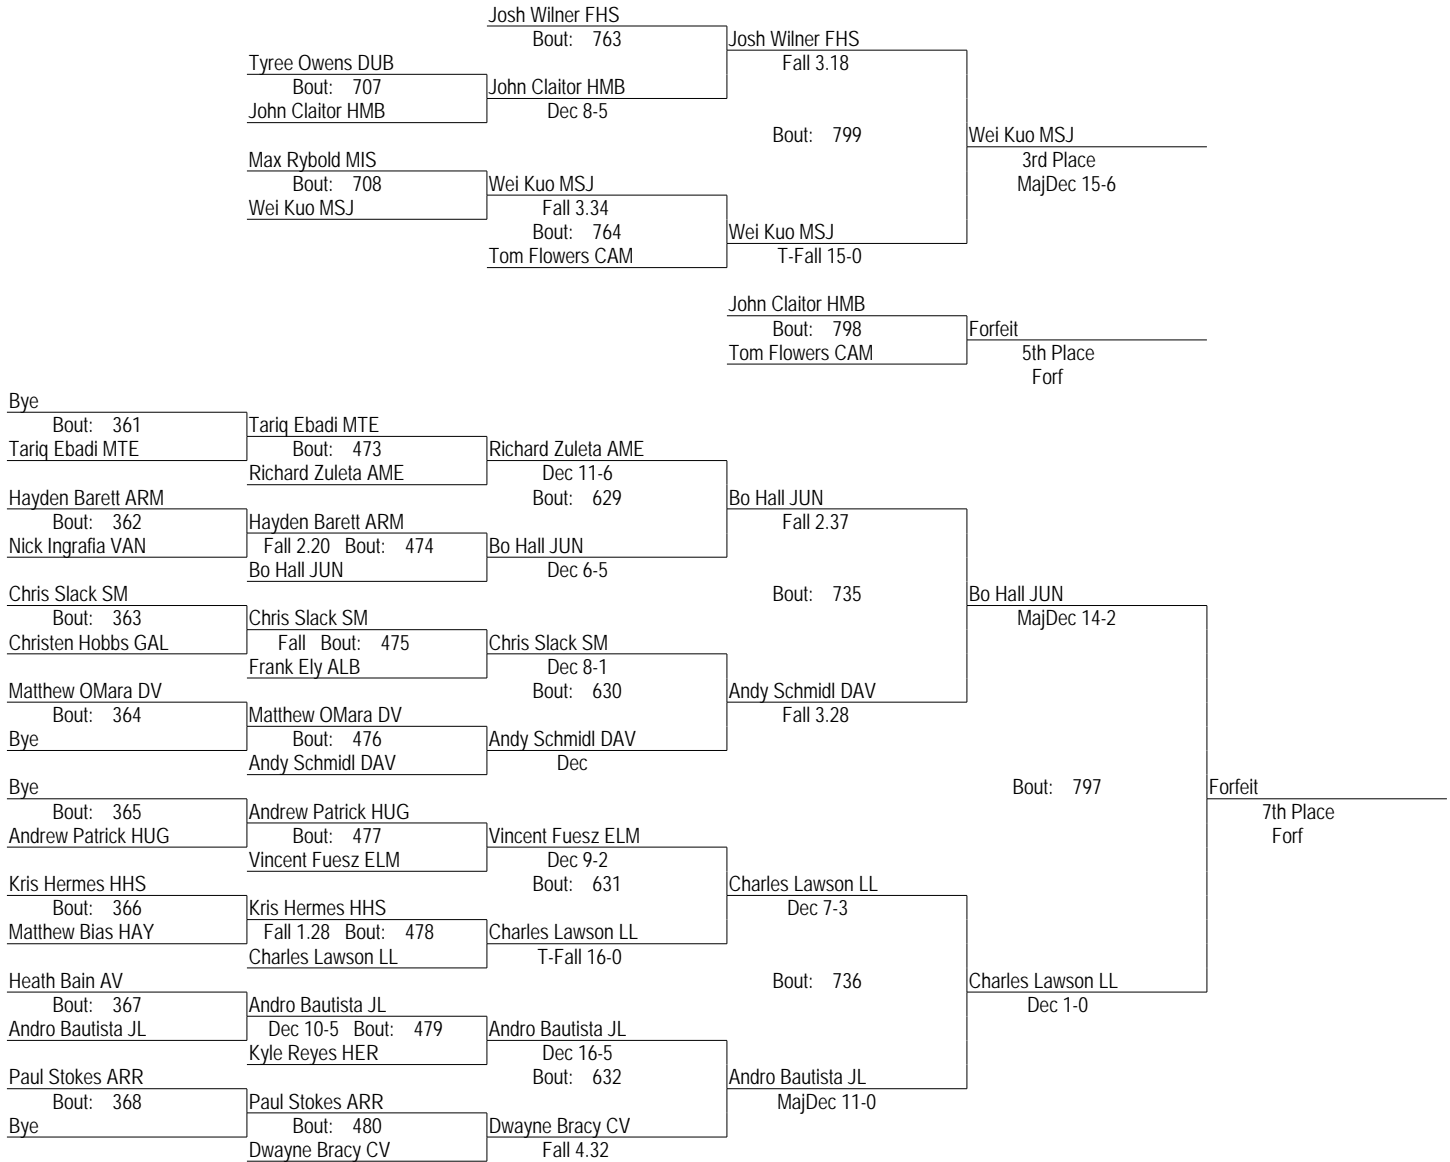 Josh Wilner FHS
Bout: 763 Josh Wilner FHS
Tyree Owens DUB Fall 3.18
Bout: 707 John Claitor HMB
John Claitor HMB Dec 8-5
Bout: 799 Wei Kuo MSJ
Max Rybold MIS 3rd Place
Bout: 708 Wei Kuo MSJ MajDec 15-6
Wei Kuo MSJ Fall 3.34
Bout: 764 Wei Kuo MSJ
Tom Flowers CAM T-Fall 15-0
John Claitor HMB
Bout: 798 Forfeit
Tom Flowers CAM 5th Place
Forf
Bye
Bout: 361 Tariq Ebadi MTE
Tariq Ebadi MTE Bout: 473 Richard Zuleta AME
Richard Zuleta AME Dec 11-6
Hayden Barett ARM Bout: 629 Bo Hall JUN
Bout: 362 Hayden Barett ARM Fall 2.37
Nick Ingrafia VAN Fall 2.20 Bout: 474 Bo Hall JUN
Bo Hall JUN Dec 6-5
Chris Slack SM Bout: 735 Bo Hall JUN
Bout: 363 Chris Slack SM MajDec 14-2
Christen Hobbs GAL Fall Bout: 475 Chris Slack SM
Frank Ely ALB Dec 8-1
Matthew OMara DV Bout: 630 Andy Schmidl DAV
Bout: 364 Matthew OMara DV Fall 3.28
Bye Bout: 476 Andy Schmidl DAV
Andy Schmidl DAV Dec
Bye Bout: 797 Forfeit
Bout: 365 Andrew Patrick HUG 7th Place
Andrew Patrick HUG Bout: 477 Vincent Fuesz ELM Forf
Vincent Fuesz ELM Dec 9-2
Kris Hermes HHS Bout: 631 Charles Lawson LL
Bout: 366 Kris Hermes HHS Dec 7-3
Matthew Bias HAY Fall 1.28 Bout: 478 Charles Lawson LL
Charles Lawson LL T-Fall 16-0
Heath Bain AV Bout: 736 Charles Lawson LL
Bout: 367 Andro Bautista JL Dec 1-0
Andro Bautista JL Dec 10-5 Bout: 479 Andro Bautista JL
Kyle Reyes HER Dec 16-5
Paul Stokes ARR Bout: 632 Andro Bautista JL
Bout: 368 Paul Stokes ARR MajDec 11-0
Bye Bout: 480 Dwayne Bracy CV
Dwayne Bracy CV Fall 4.32